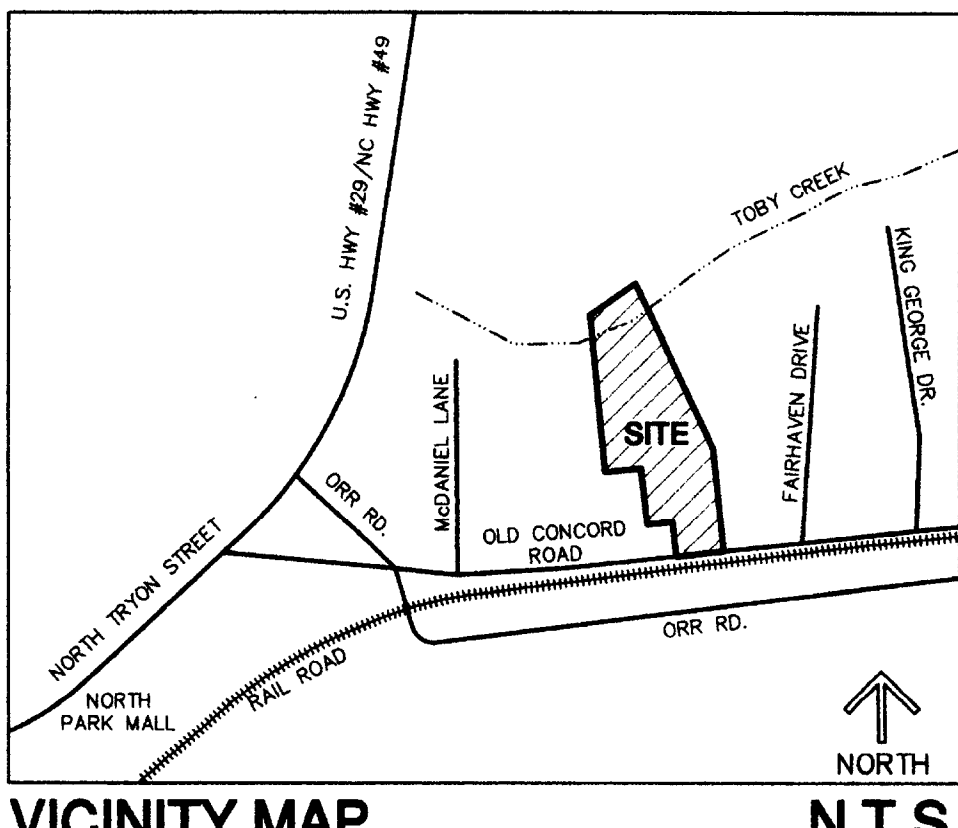 U.S. HWY #29/NC HWY #49
TOBY CREEK
KING GEORGE DR.
McDANIEL LANE
SITE
FAIRHAVEN DRIVE
ORR RD.
OLD CONCORD
ROAD
NORTH TRYON STREET
ORR RD.
RAIL ROAD
NORTH
PARK MALL
NORTH
VICINITY MAP
N.T.S